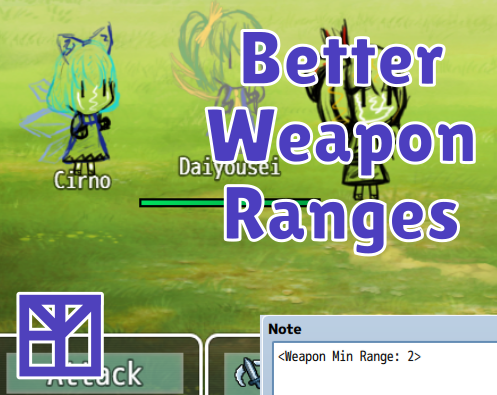 Better
Weapon
Ranges
Cirno
Daiyousei
Attack
Note
<Weapon Min Range: 2>